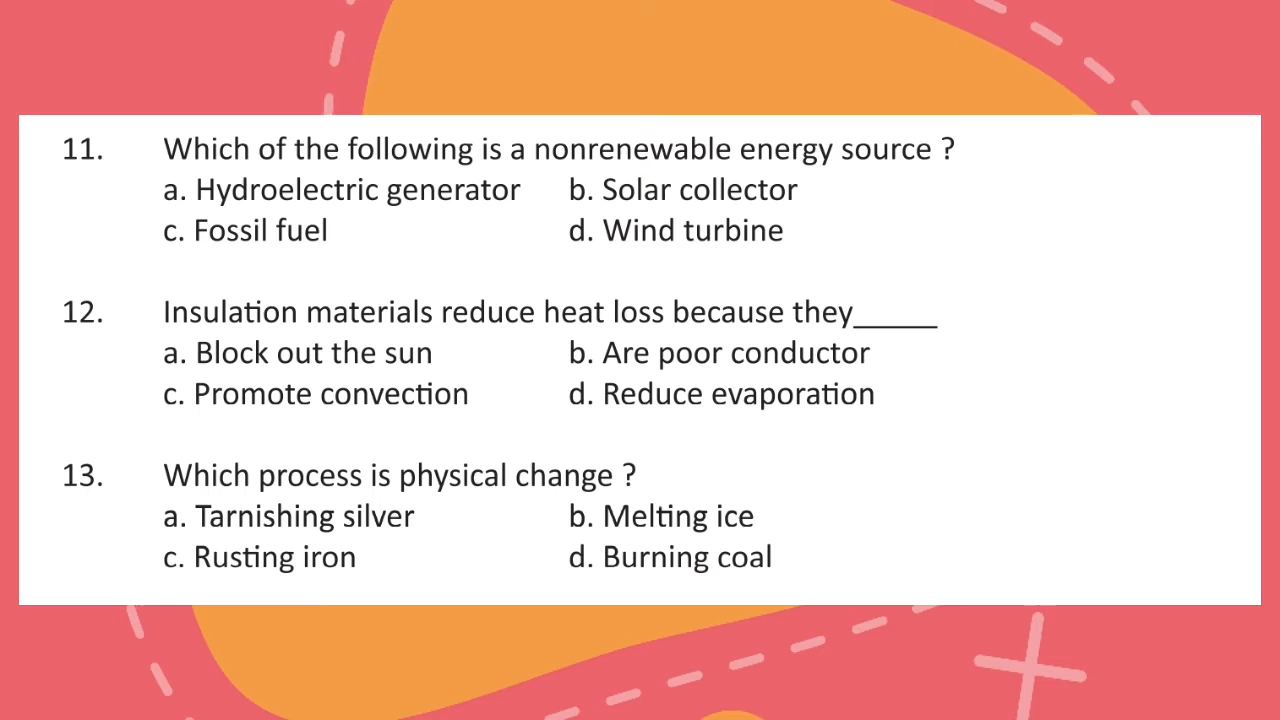 11. Which of the following is a nonrenewable energy source ?
a. Hydroelectric generator b. Solar collector
c. Fossil fuel d. Wind turbine
12. Insulation materials reduce heat loss because they_____
a. Block out the sun b. Are poor conductor
c. Promote convection d. Reduce evaporation
13. Which process is physical change ?
a. Tarnishing silver b. Melting ice
c. Rusting iron d. Burning coal